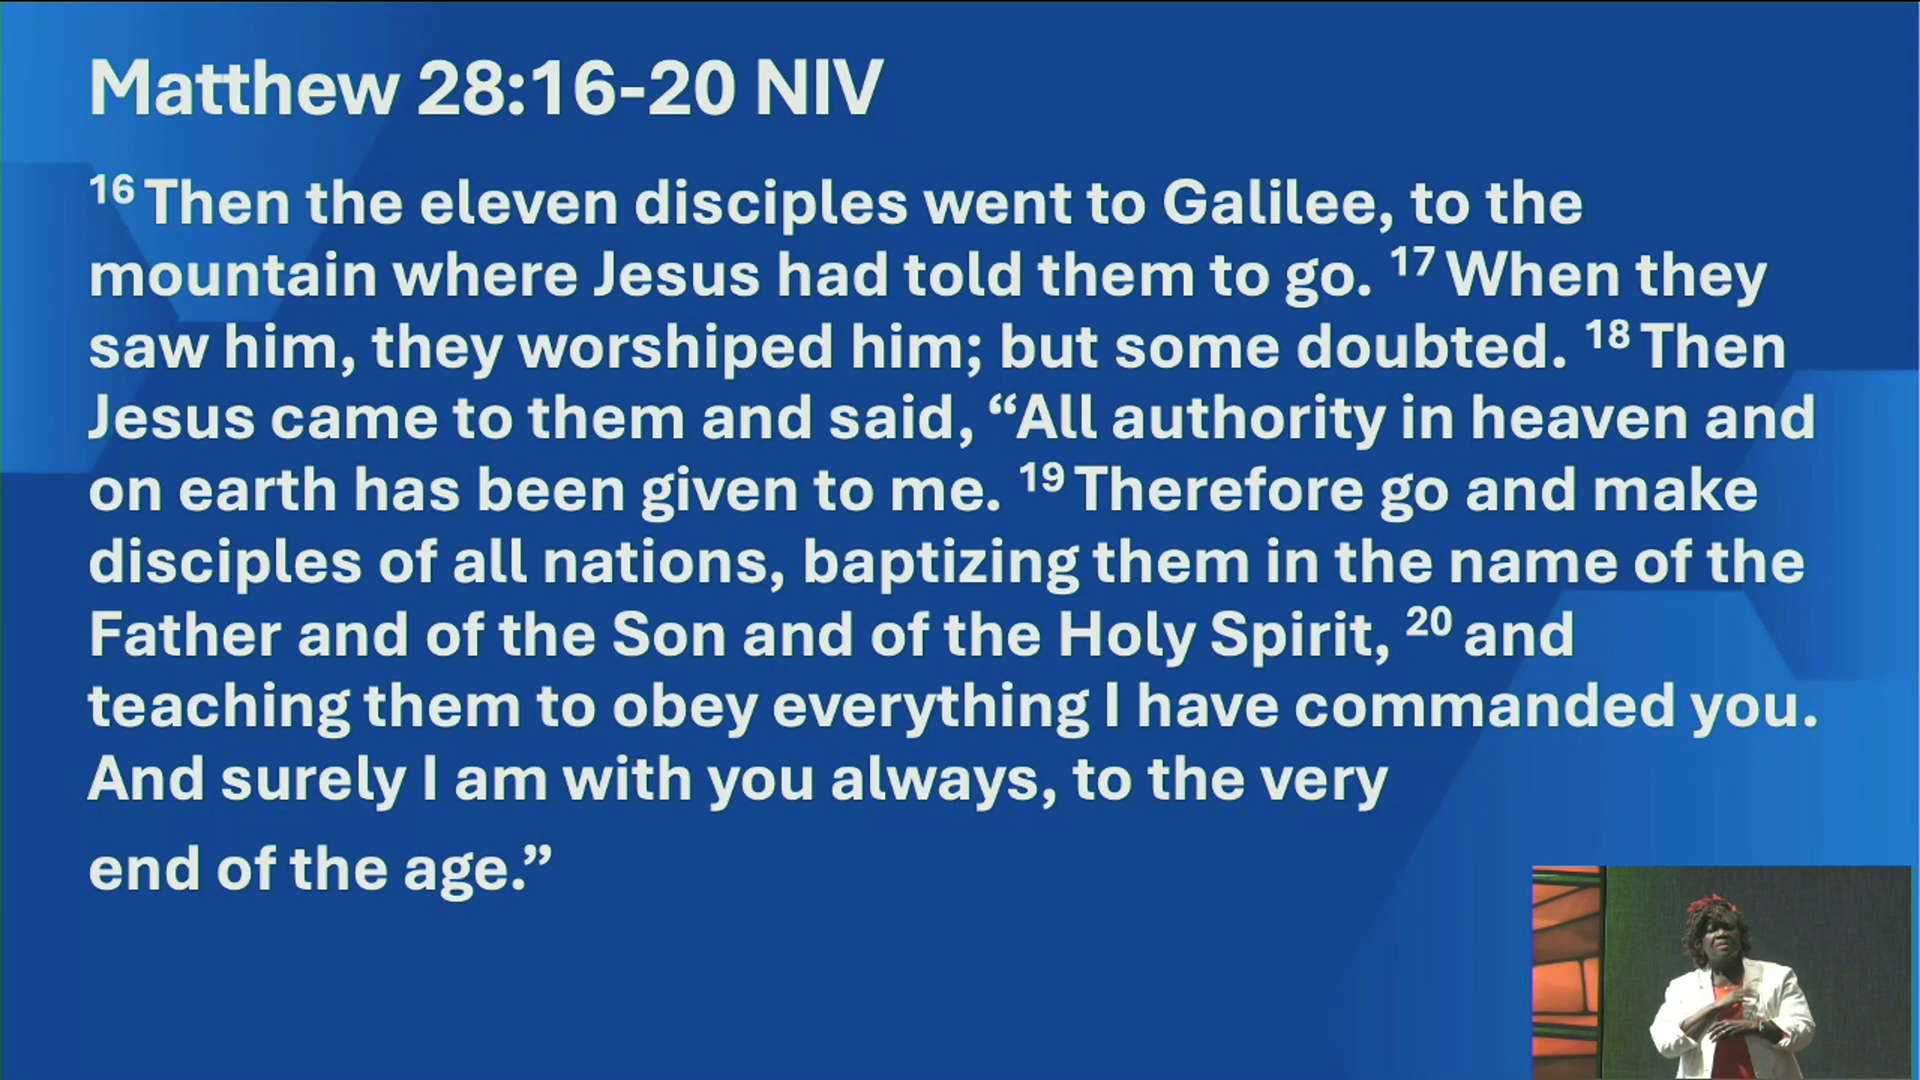 Matthew 28:16-20 NIV
16 Then the eleven disciples went to Galilee, to the
mountain where Jesus had told them to go. 17 When they
saw him, they worshiped him; but some doubted. 18 Then
Jesus came to them and said, “All authority in heaven and
on earth has been given to me. 19 Therefore go and make
disciples of all nations, baptizing them in the name of the
Father and of the Son and of the Holy Spirit, 20 and
teaching them to obey everything I have commanded you.
And surely I am with you always, to the very
end of the age.”